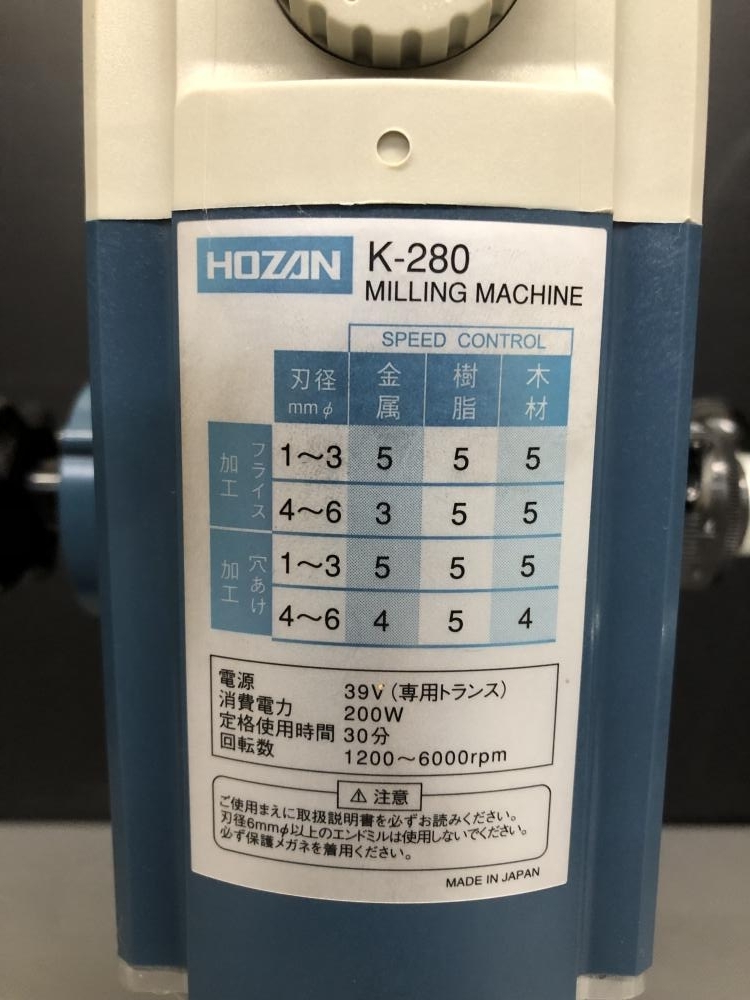 HOZAN K-280
MILLING MACHINE
SPEED CONTROL
刃径 金属 樹脂 木材
mmφ
フライス加工
1～3 5 5 5
4～6 3 5 5
穴あけ加工
1～3 5 5 5
4～6 4 5 4
電源 39V(専用トランス)
消費電力 200W
定格使用時間 30分
回転数 1200～6000rpm
⚠ 注意
ご使用まえに取扱説明書を必ずお読みください。
刃径6mmφ以上のエンドミルは使用しないでください。
必ず保護メガネを着用ください。
MADE IN JAPAN